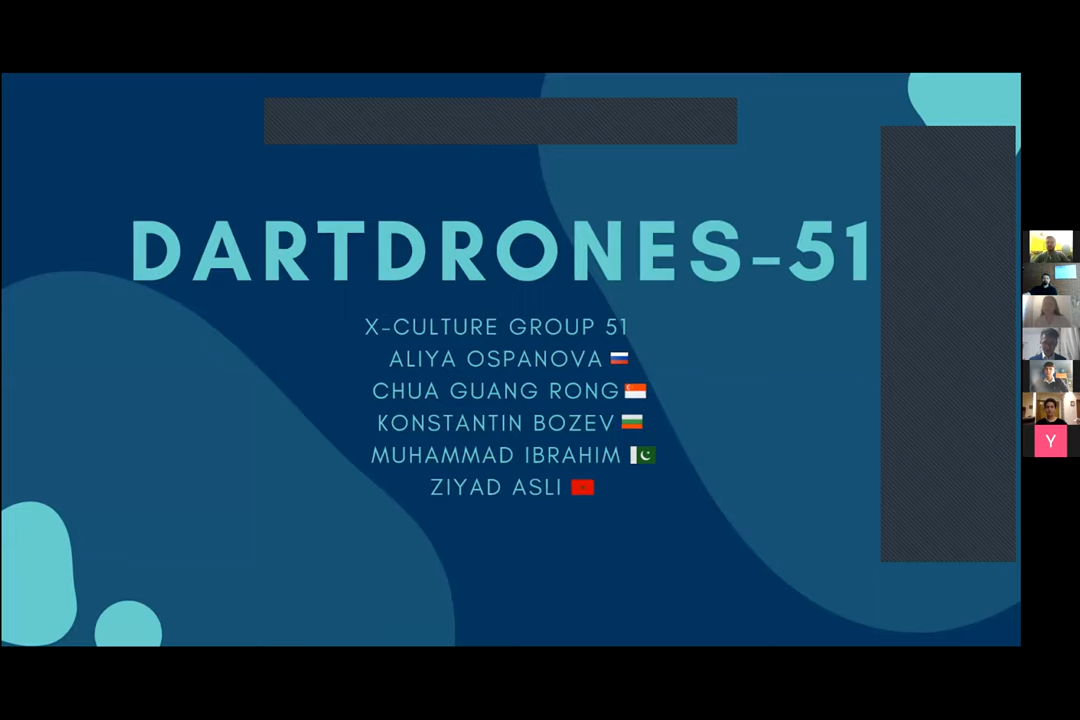 DARTDRONES-51
X-CULTURE GROUP 51
ALIYA OSPANOVA
CHUA GUANG RONG
KONSTANTIN BOZEV
MUHAMMAD IBRAHIM
ZIYAD ASLI
Y